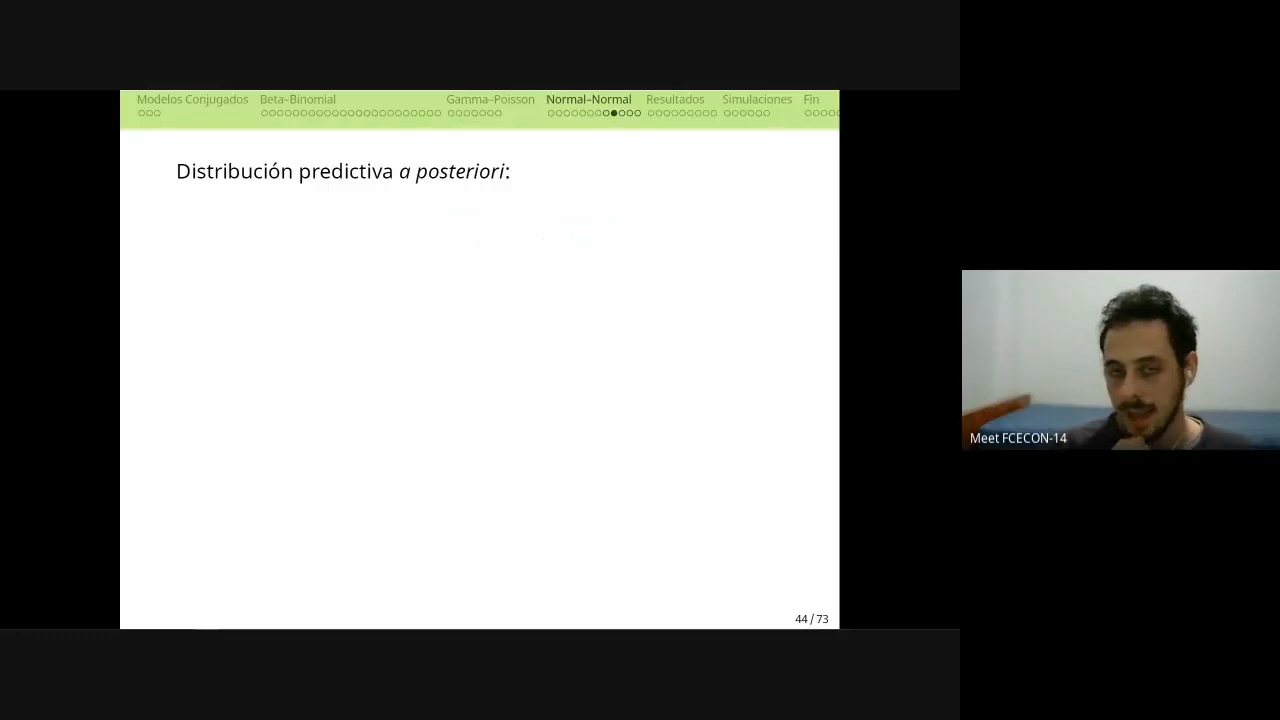 Modelos Conjugados Beta–Binomial Gamma–Poisson Normal–Normal Resultados Simulaciones Fin
Distribución predictiva a posteriori:
Meet FCECON-14
44 / 73